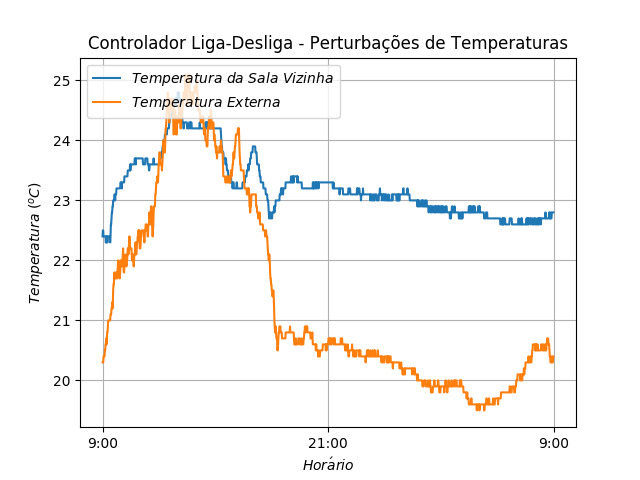 Controlador Liga-Desliga - Perturbações de Temperaturas
Temperatura da Sala Vizinha
Temperatura Externa
Temperatura (ºC)
25
24
23
22
21
20
9:00
21:00
9:00
Horário